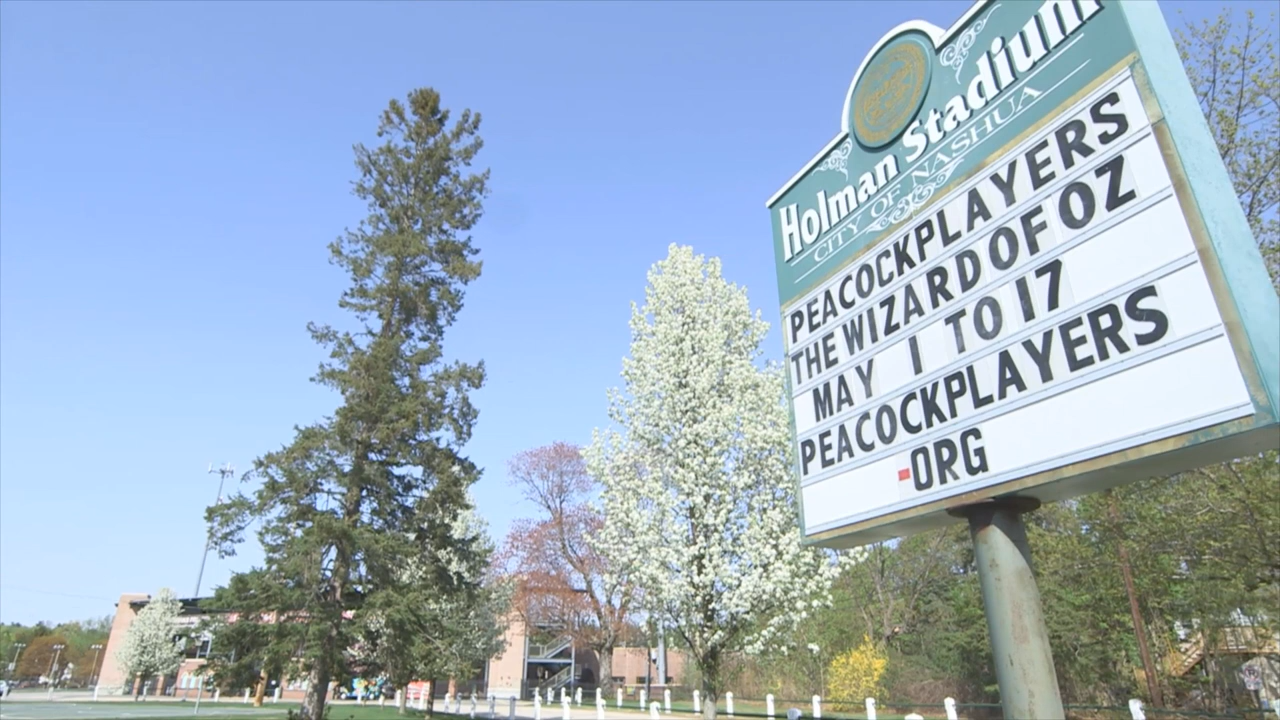 Holman Stadium
CITY OF NASHUA
PEACOCKPLAYERS
THE WIZARD OF OZ
MAY 1 TO 17
PEACOCKPLAYERS
-ORG